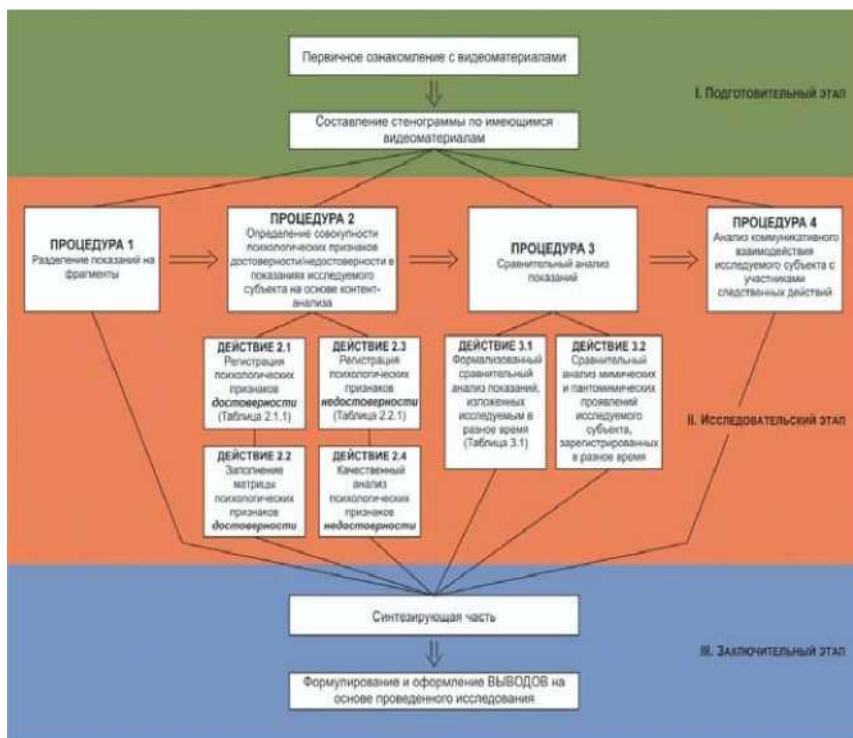 Первичное ознакомление с видеоматериалами
I. Подготовительный этап
Составление стенограммы по имеющимся
видеоматериалам
ПРОЦЕДУРА 1
Разделение показаний на
фрагменты
ПРОЦЕДУРА 2
Определение совокупности
психологических признаков
достоверности/недостоверности в
показаниях исследуемого
субъекта на основе контент-
анализа
ПРОЦЕДУРА 3
Сравнительный анализ
показаний
ПРОЦЕДУРА 4
Анализ коммуникативного
взаимодействия
исследуемого субъекта с
участниками
следственных действий
ДЕЙСТВИЕ 2.1
Регистрация
психологических
признаков
достоверности
(Таблица 2.1.1)
ДЕЙСТВИЕ 2.3
Регистрация
психологических
признаков
недостоверности
(Таблица 2.2.1)
ДЕЙСТВИЕ 3.1
Формализованный
сравнительный
анализ показаний,
изложенных
исследуемым в
разное время
(Таблица 3.1)
ДЕЙСТВИЕ 3.2
Сравнительный
анализ мимических
и пантомимических
проявлений
исследуемого
субъекта,
зарегистрированных
в разное время
II. Исследовательский этап
ДЕЙСТВИЕ 2.2
Заполнение
матрицы
психологических
признаков
достоверности
ДЕЙСТВИЕ 2.4
Качественный
анализ
психологических
признаков
недостоверности
Синтезирующая часть
III. Заключительный этап
Формулирование и оформление ВЫВОДОВ на
основе проведенного исследования